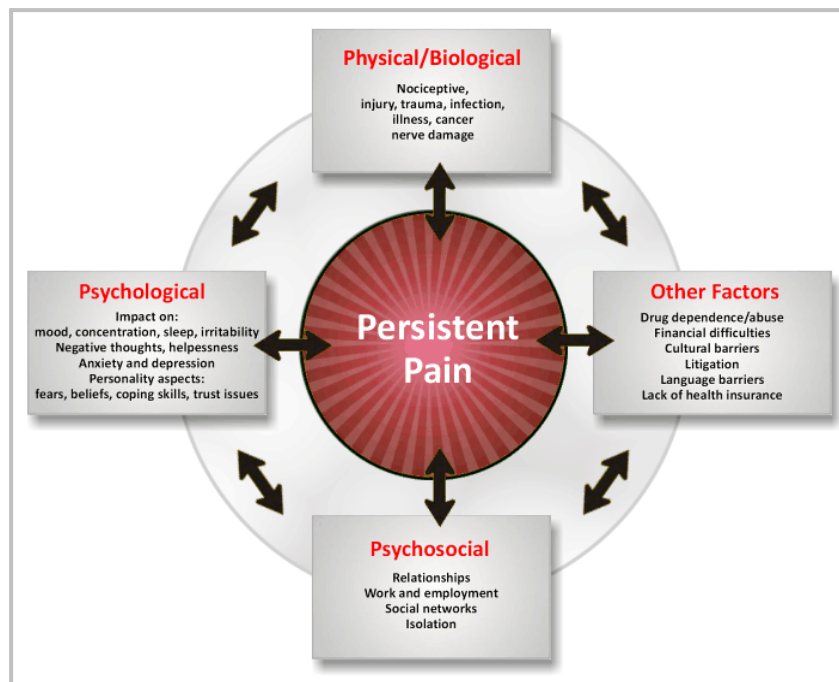 Physical/Biological
Nociceptive,
injury, trauma, infection,
illness, cancer
nerve damage
Psychological
Impact on:
mood, concentration, sleep, irritability
Negative thoughts, helpessness
Anxiety and depression
Personality aspects:
fears, beliefs, coping skills, trust issues
Persistent
Pain
Other Factors
Drug dependence/abuse
Financial difficulties
Cultural barriers
Litigation
Language barriers
Lack of health insurance
Psychosocial
Relationships
Work and employment
Social networks
Isolation